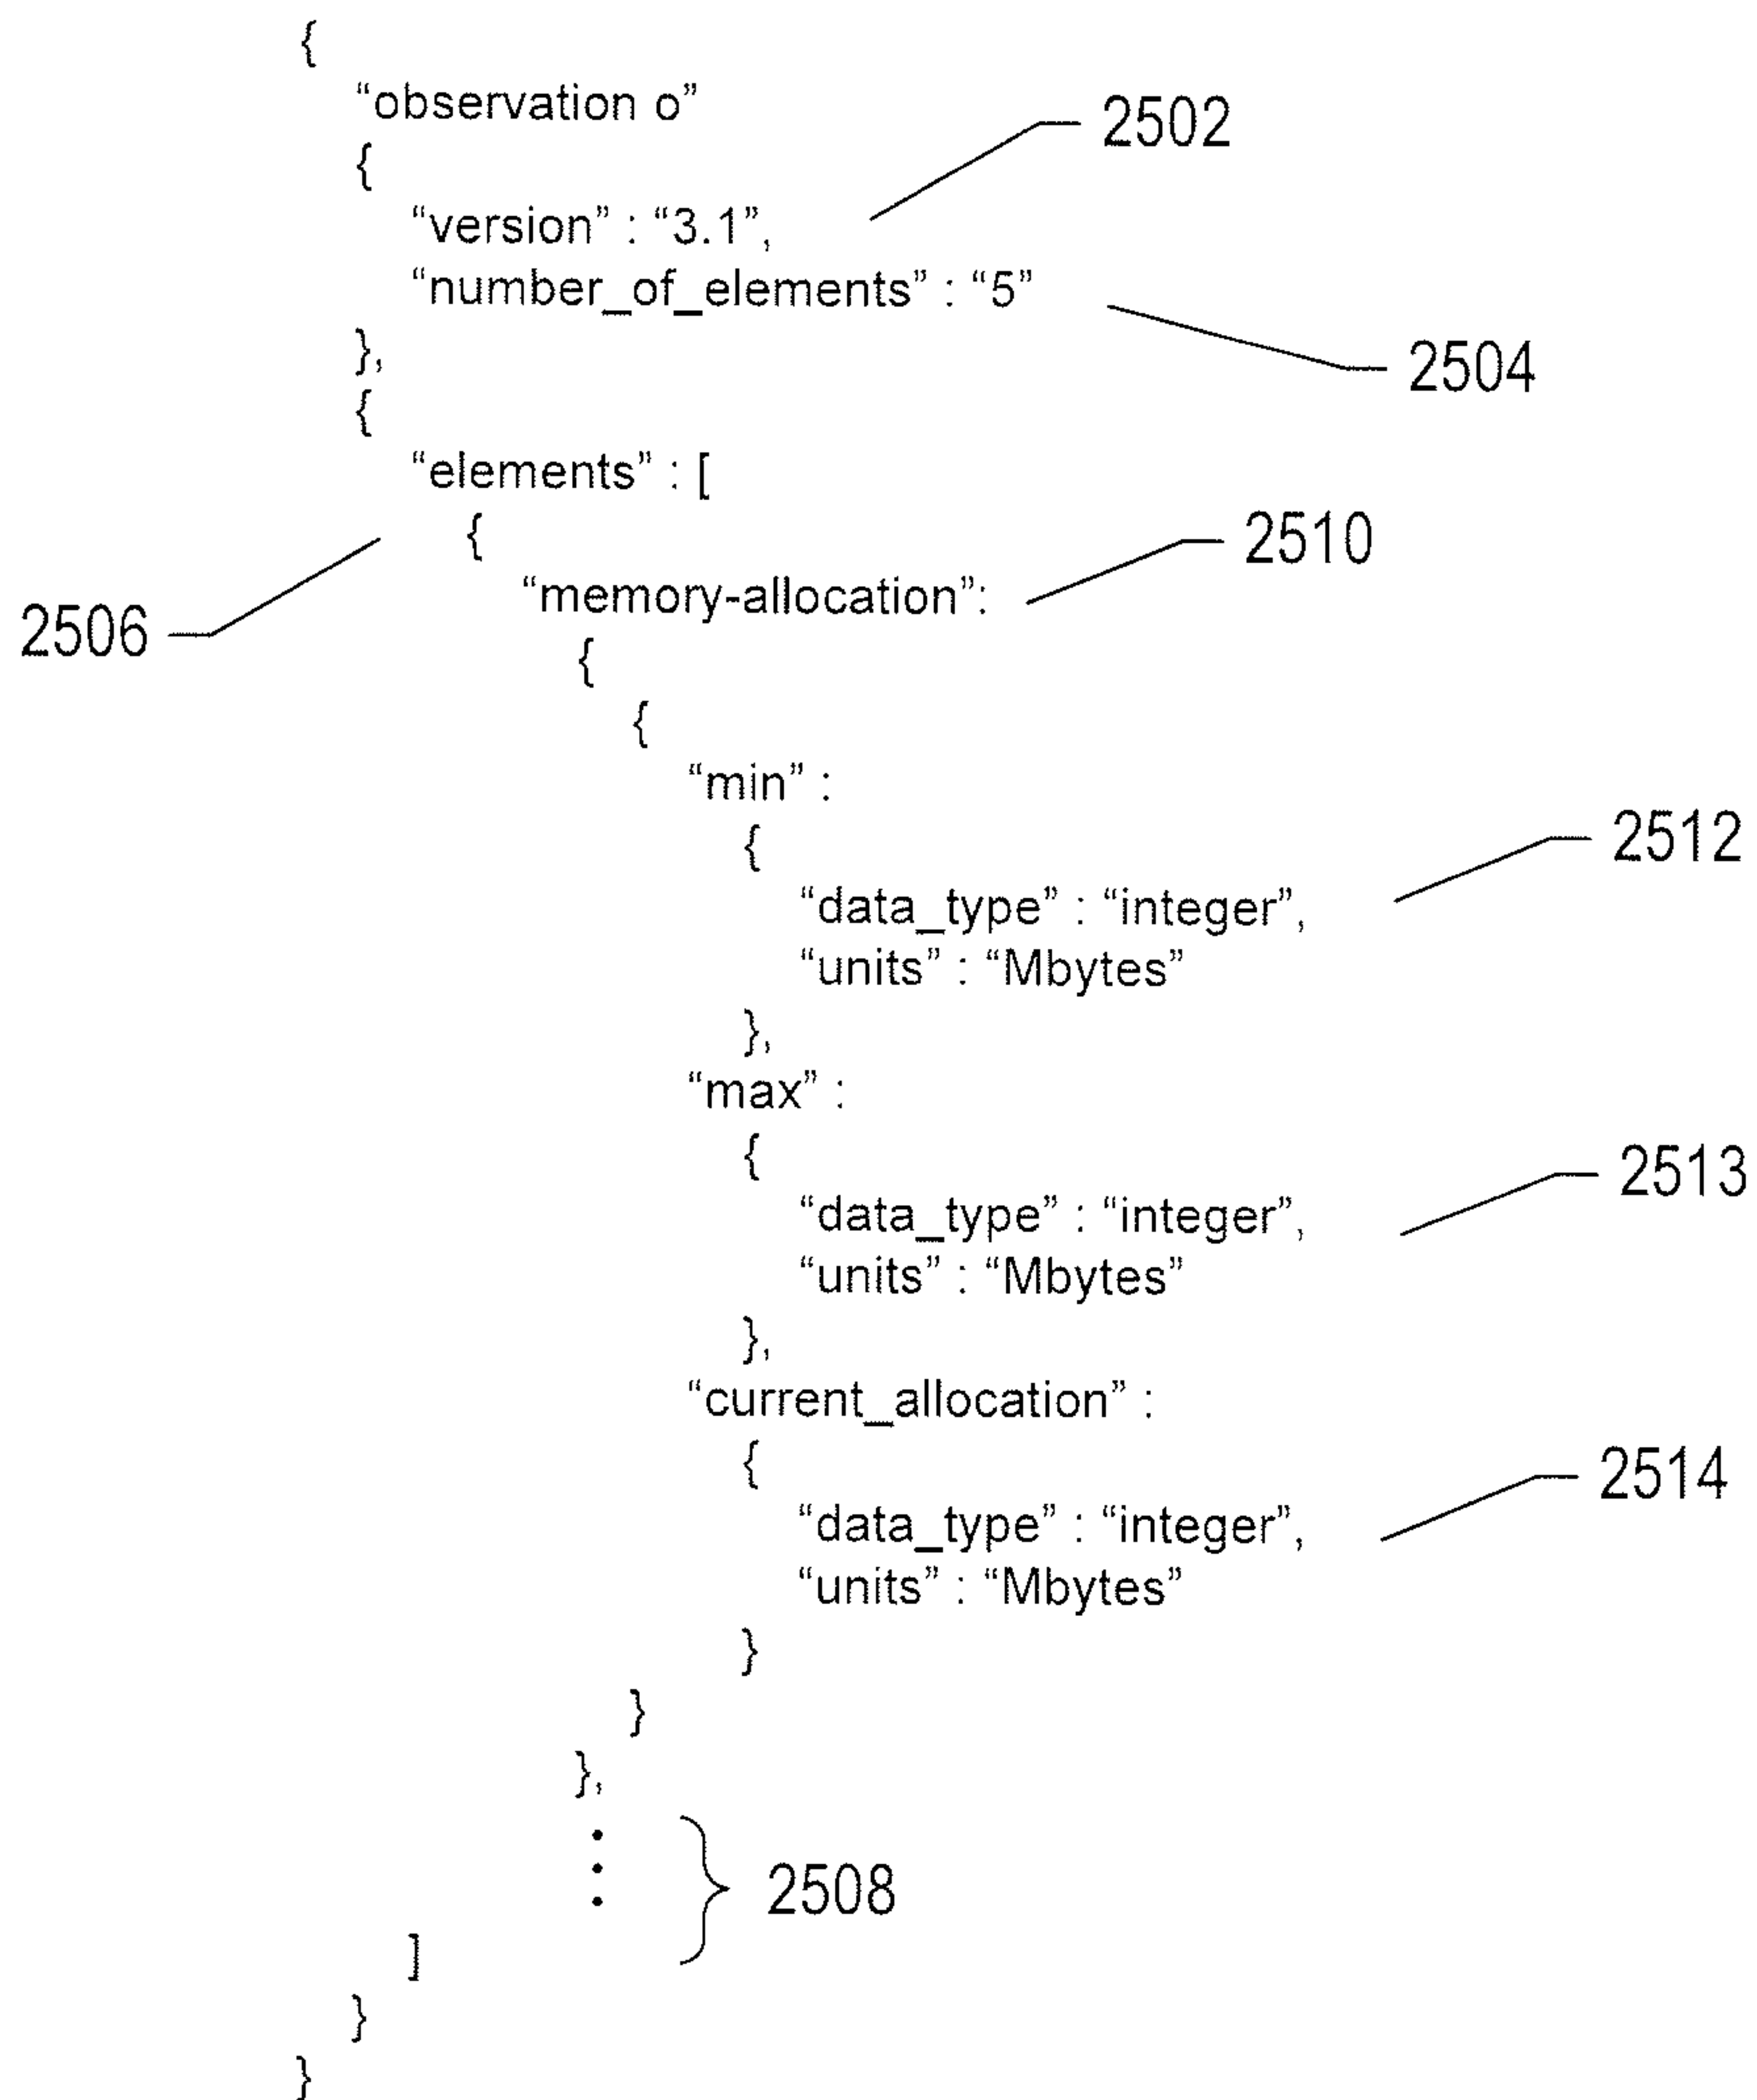 {
“observation o”
2502
{
“version” : “3.1”,
“number_of_elements” : “5”
},
2504
{
“elements” : [
{
2510
“memory-allocation”:
2506
{
{
“min” :
{
2512
“data_type” : “integer”,
“units” : “Mbytes”
},
“max” :
{
2513
“data_type” : “integer”,
“units” : “Mbytes”
},
“current_allocation” :
{
2514
“data_type” : “integer”,
“units” : “Mbytes”
}
}
},
2508
]
}
}